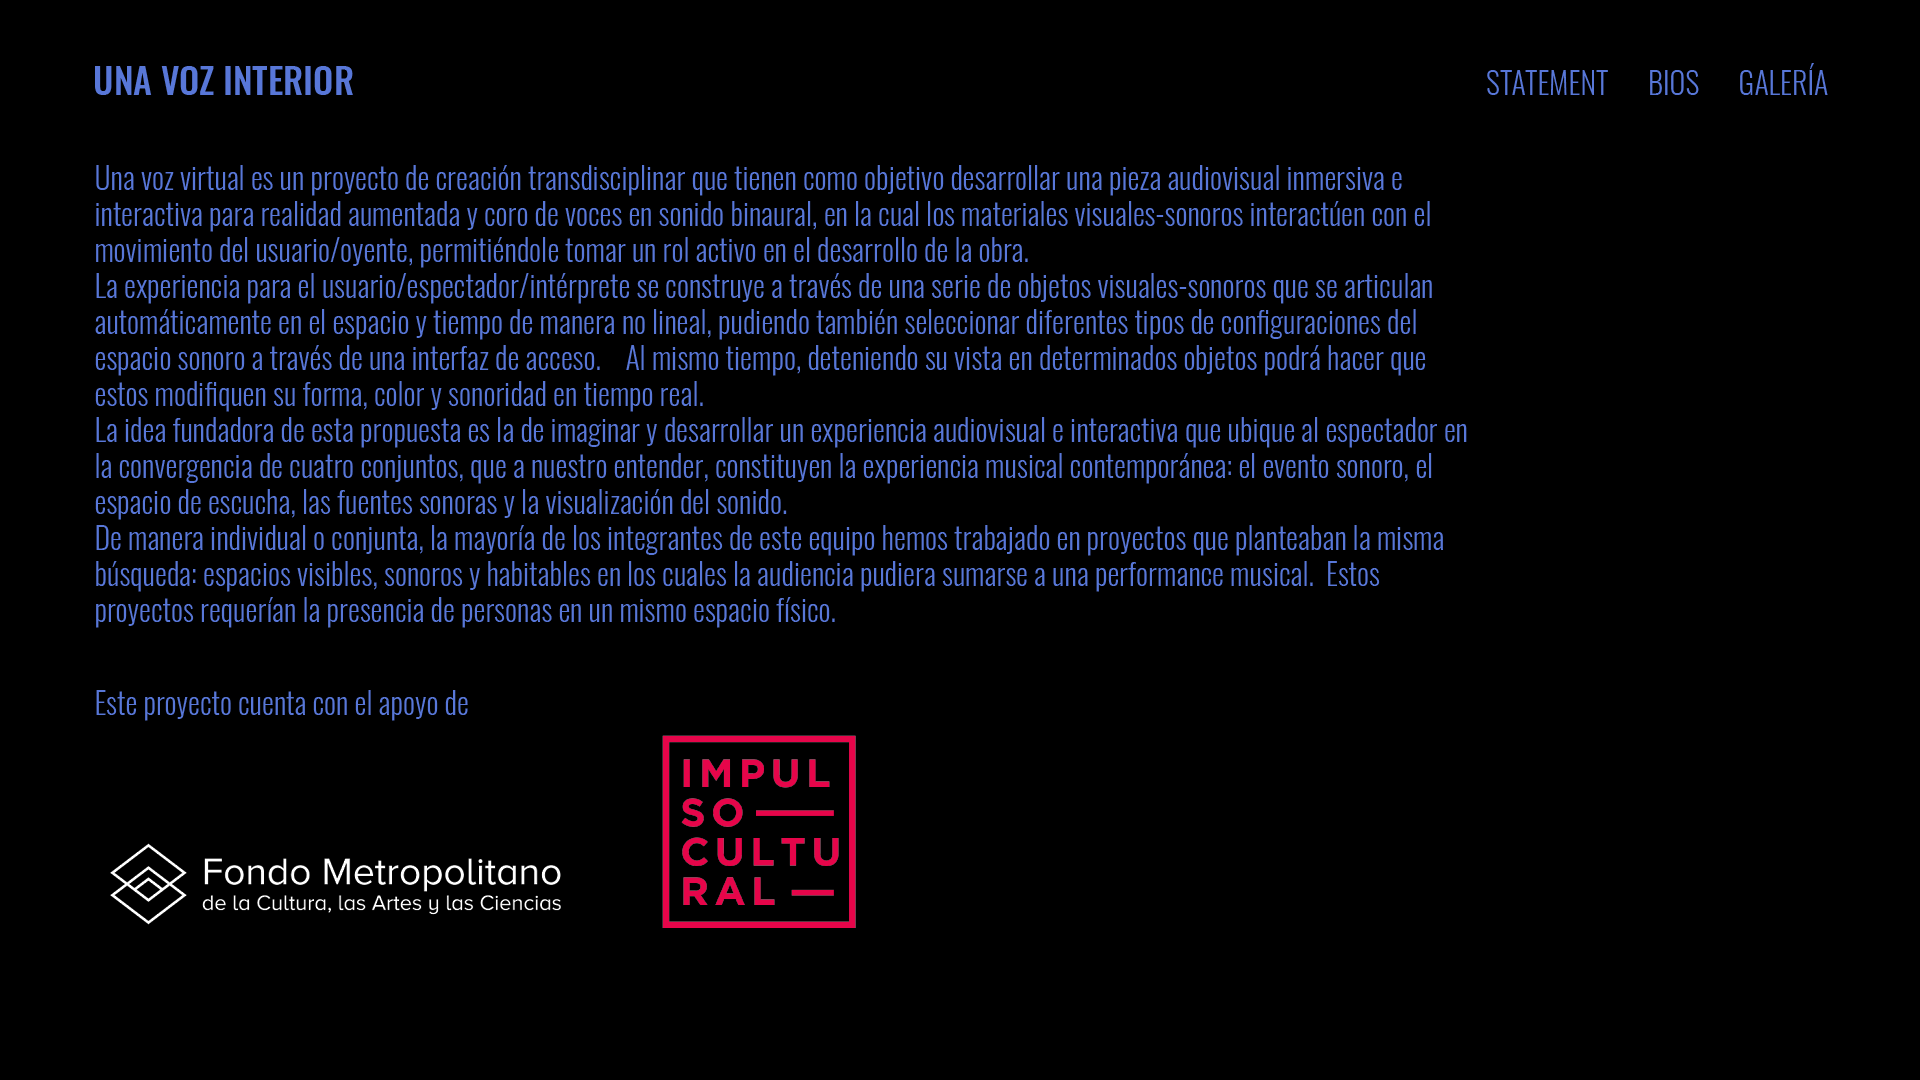 UNA VOZ INTERIOR
STATEMENT BIOS GALERÍA
Una voz virtual es un proyecto de creación transdisciplinar que tienen como objetivo desarrollar una pieza audiovisual inmersiva e
interactiva para realidad aumentada y coro de voces en sonido binaural, en la cual los materiales visuales-sonoros interactúen con el
movimiento del usuario/oyente, permitiéndole tomar un rol activo en el desarrollo de la obra.
La experiencia para el usuario/espectador/intérprete se construye a través de una serie de objetos visuales-sonoros que se articulan
automáticamente en el espacio y tiempo de manera no lineal, pudiendo también seleccionar diferentes tipos de configuraciones del
espacio sonoro a través de una interfaz de acceso. Al mismo tiempo, deteniendo su vista en determinados objetos podrá hacer que
estos modifiquen su forma, color y sonoridad en tiempo real.
La idea fundadora de esta propuesta es la de imaginar y desarrollar un experiencia audiovisual e interactiva que ubique al espectador en
la convergencia de cuatro conjuntos, que a nuestro entender, constituyen la experiencia musical contemporánea: el evento sonoro, el
espacio de escucha, las fuentes sonoras y la visualización del sonido.
De manera individual o conjunta, la mayoría de los integrantes de este equipo hemos trabajado en proyectos que planteaban la misma
búsqueda: espacios visibles, sonoros y habitables en los cuales la audiencia pudiera sumarse a una performance musical. Estos
proyectos requerían la presencia de personas en un mismo espacio físico.
Este proyecto cuenta con el apoyo de
Fondo Metropolitano
de la Cultura, las Artes y las Ciencias
IMPUL
SO
CULTU
RAL